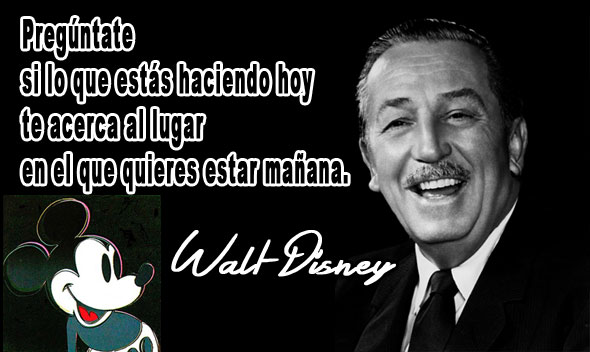 Pregúntate
si lo que estás haciendo hoy
te acerca al lugar
en el que quieres estar mañana.
Walt Disney